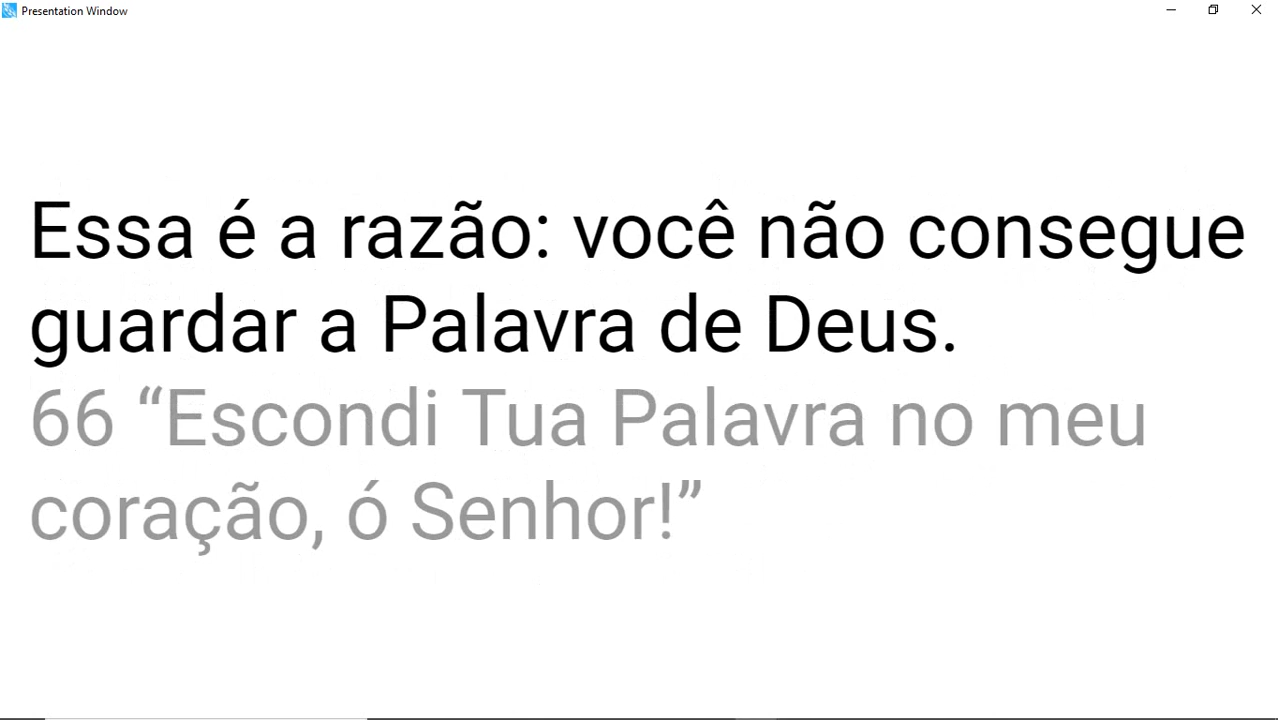 Presentation Window
Essa é a razão: você não consegue
guardar a Palavra de Deus.
66 “Escondi Tua Palavra no meu
coração, ó Senhor!”